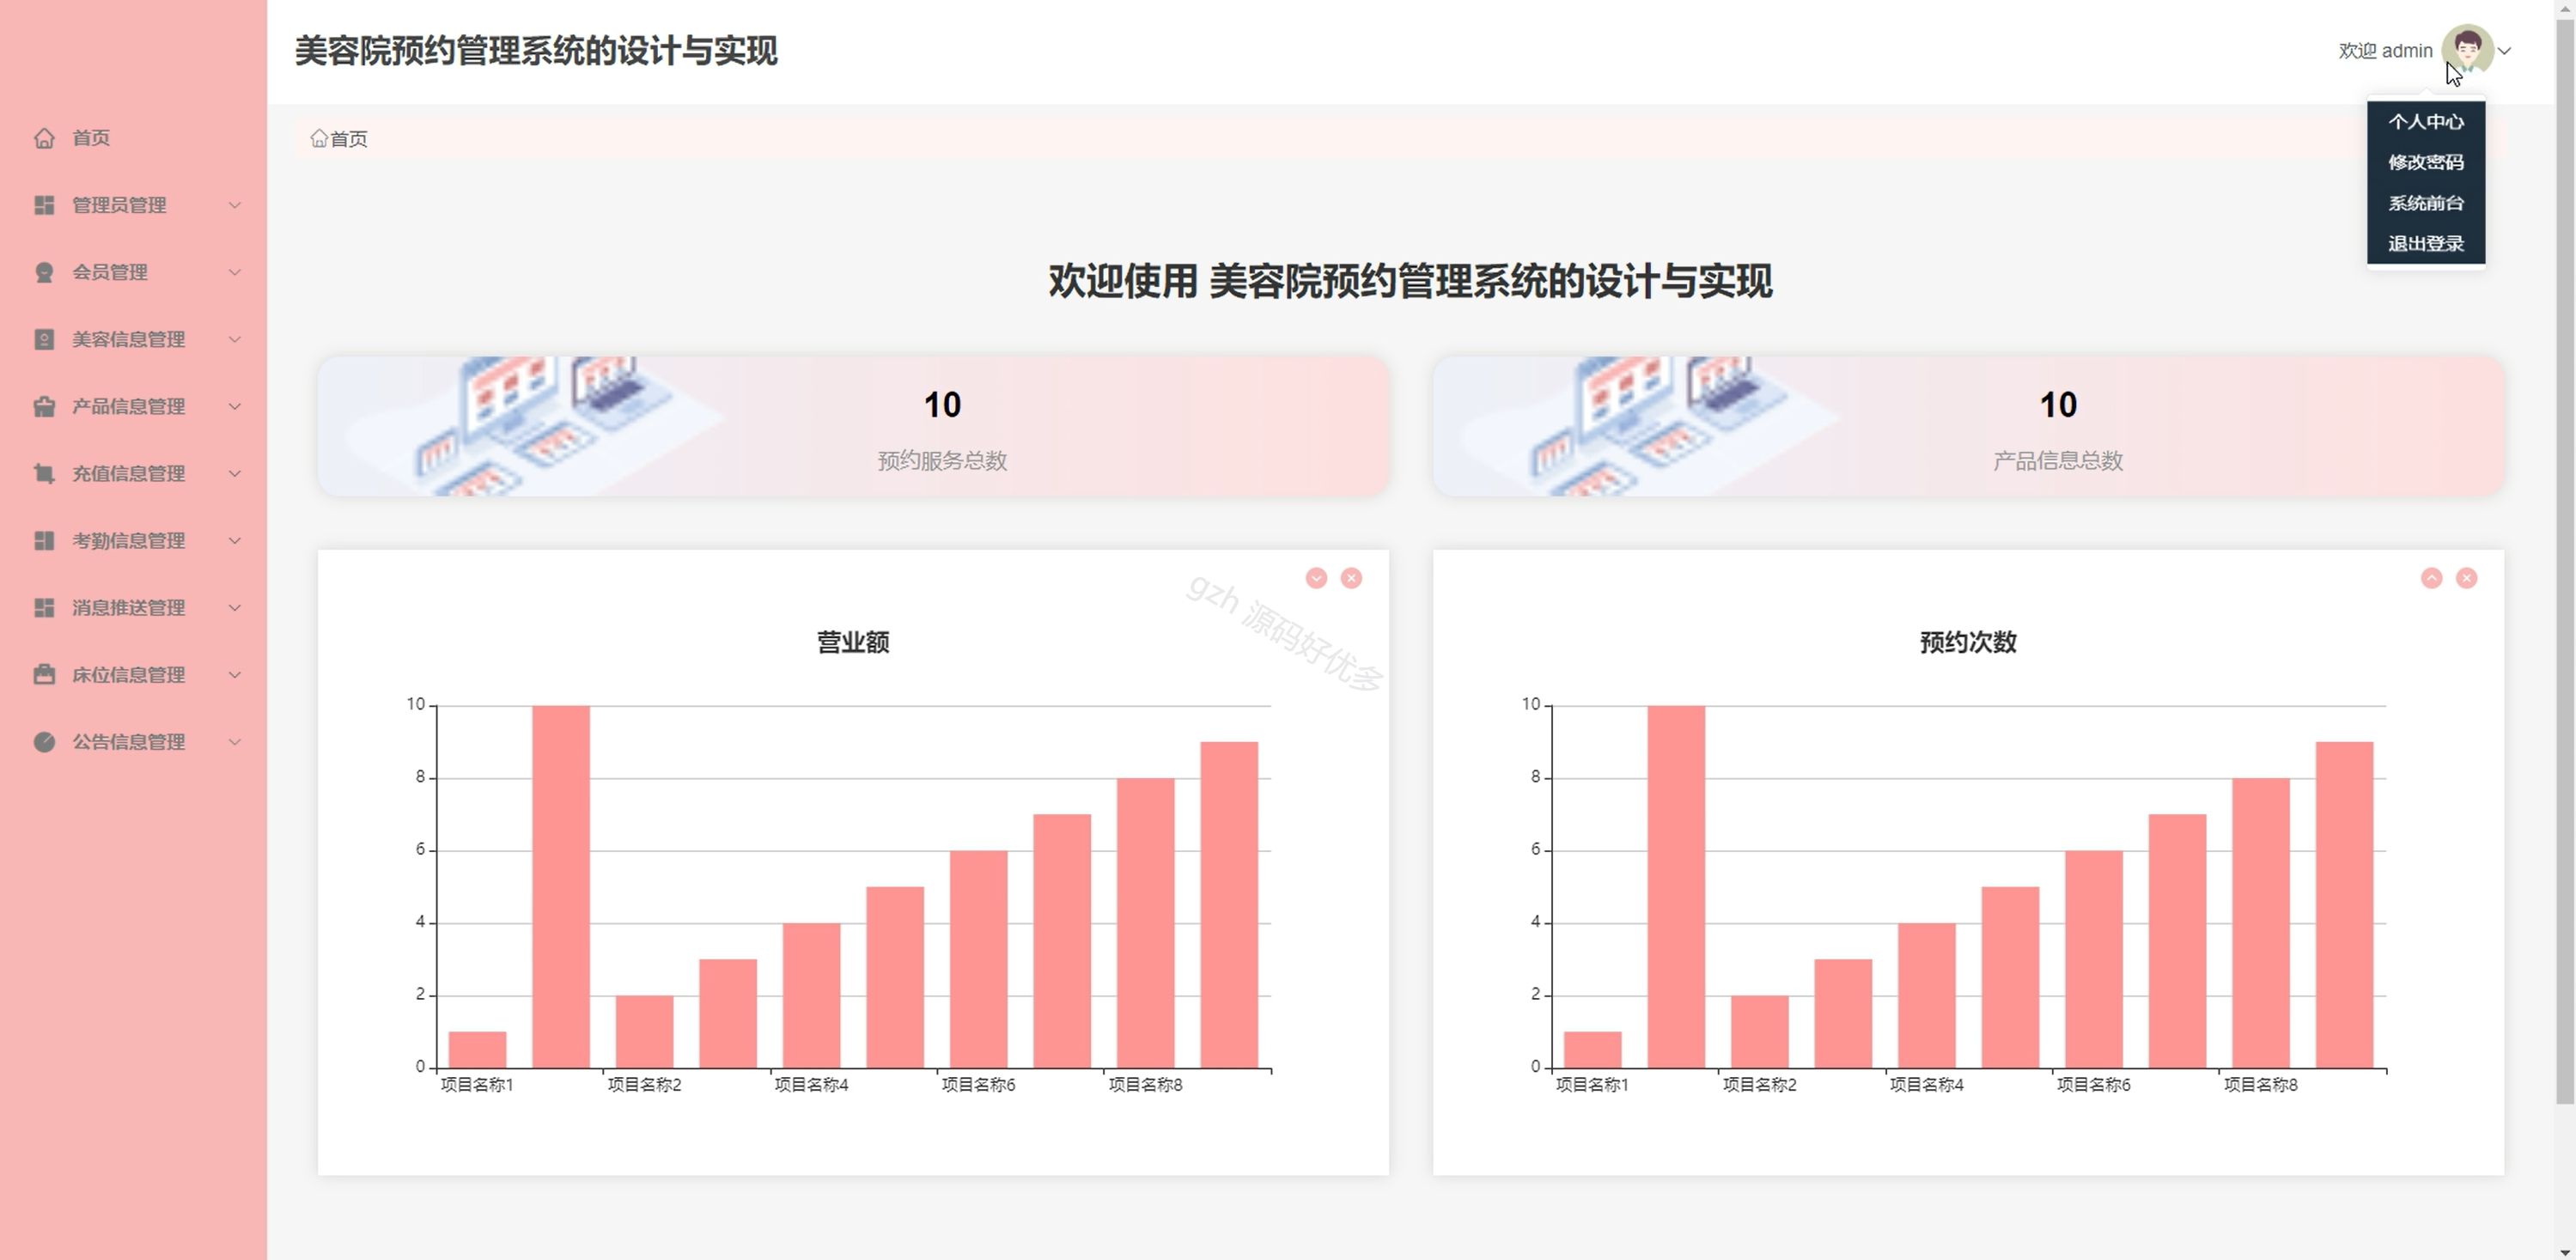 美容院预约管理系统的设计与实现
欢迎 admin
个人中心
修改密码
系统前台
退出登录
首页
管理员管理
会员管理
美容信息管理
产品信息管理
充值信息管理
考勤信息管理
消息推送管理
床位信息管理
公告信息管理
首页
欢迎使用 美容院预约管理系统的设计与实现
10
预约服务总数
10
产品信息总数
gzh 源码好优多
营业额
10
8
6
4
2
0
项目名称1 项目名称2 项目名称4 项目名称6 项目名称8
预约次数
10
8
6
4
2
0
项目名称1 项目名称2 项目名称4 项目名称6 项目名称8